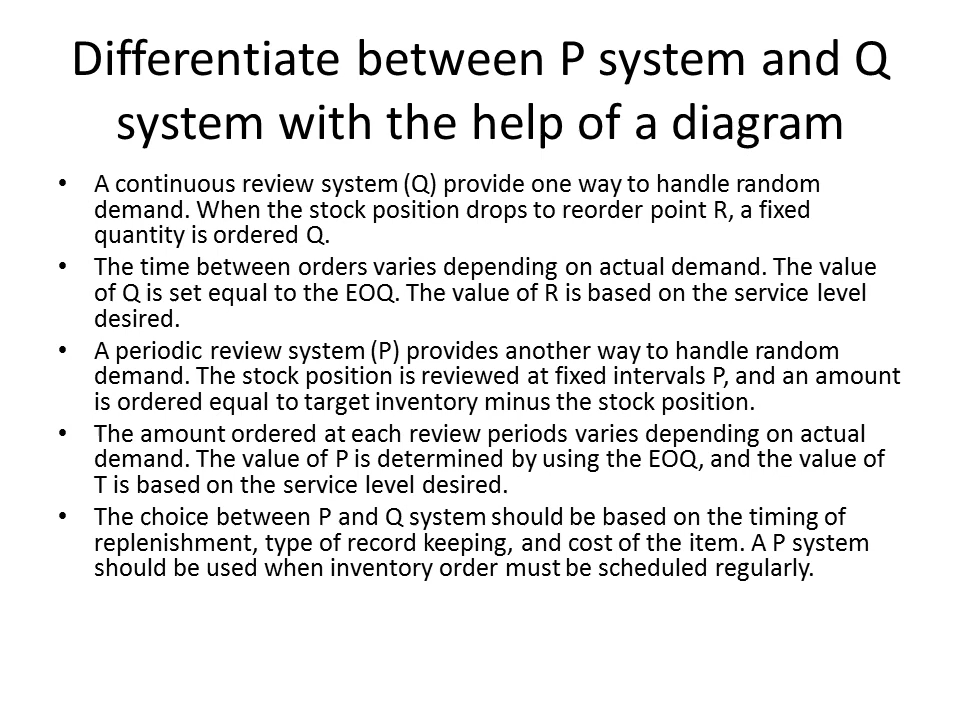 Differentiate between P system and Q
system with the help of a diagram
• A continuous review system (Q) provide one way to handle random
demand. When the stock position drops to reorder point R, a fixed
quantity is ordered Q.
• The time between orders varies depending on actual demand. The value
of Q is set equal to the EOQ. The value of R is based on the service level
desired.
• A periodic review system (P) provides another way to handle random
demand. The stock position is reviewed at fixed intervals P, and an amount
is ordered equal to target inventory minus the stock position.
• The amount ordered at each review periods varies depending on actual
demand. The value of P is determined by using the EOQ, and the value of
T is based on the service level desired.
• The choice between P and Q system should be based on the timing of
replenishment, type of record keeping, and cost of the item. A P system
should be used when inventory order must be scheduled regularly.